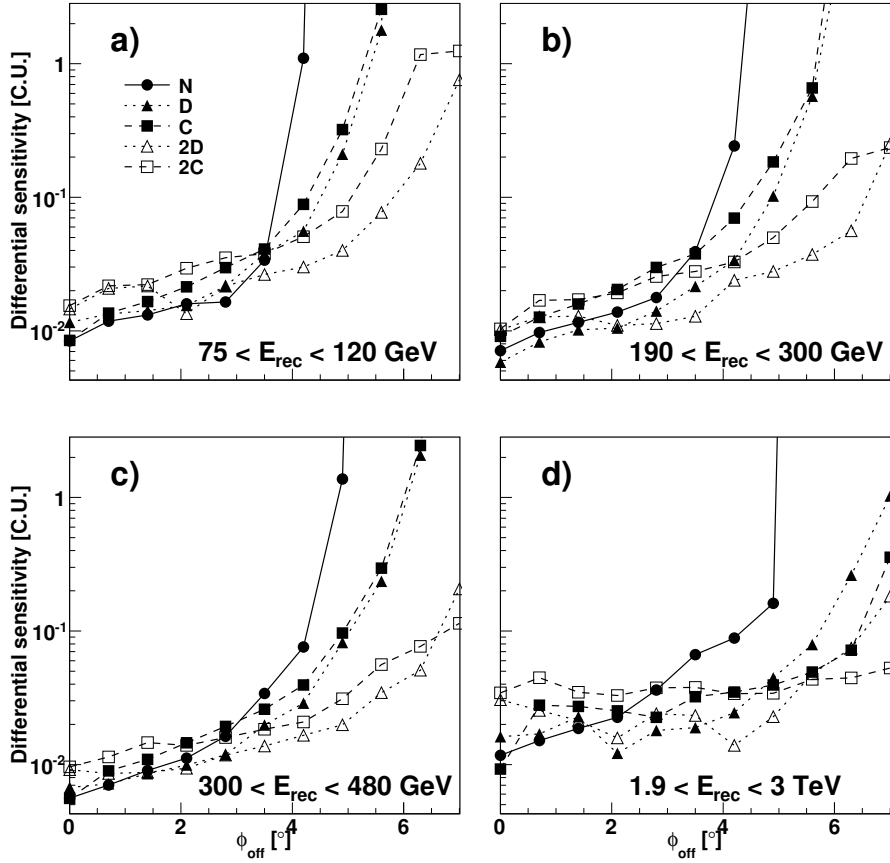 a)
N
D
C
2D
2C
75 < E_rec < 120 GeV
Differential sensitivity [C.U.]
1
10^-1
10^-2
b)
190 < E_rec < 300 GeV
c)
300 < E_rec < 480 GeV
Differential sensitivity [C.U.]
1
10^-1
10^-2
0 2 4 6
ϕ_off [°]
d)
1.9 < E_rec < 3 TeV
0 2 4 6
ϕ_off [°]